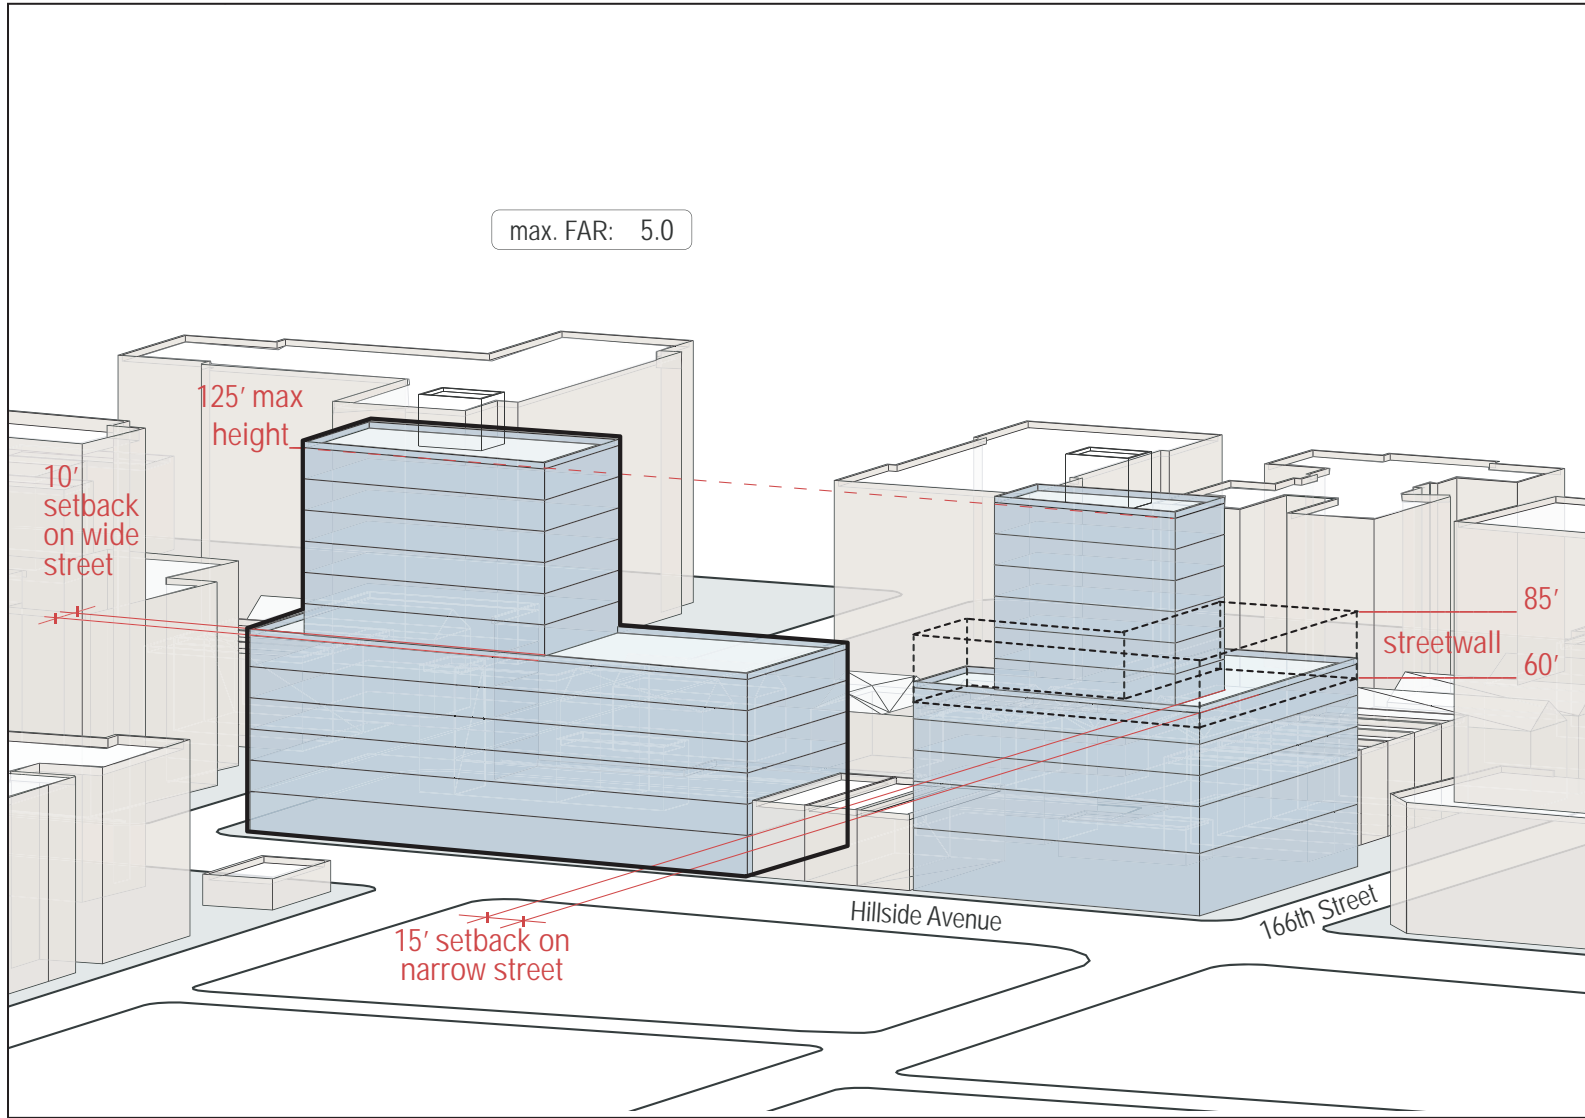 max. FAR: 5.0
125′ max
height
10′
setback
on wide
street
85′
streetwall
60′
Hillside Avenue
166th Street
15′ setback on
narrow street